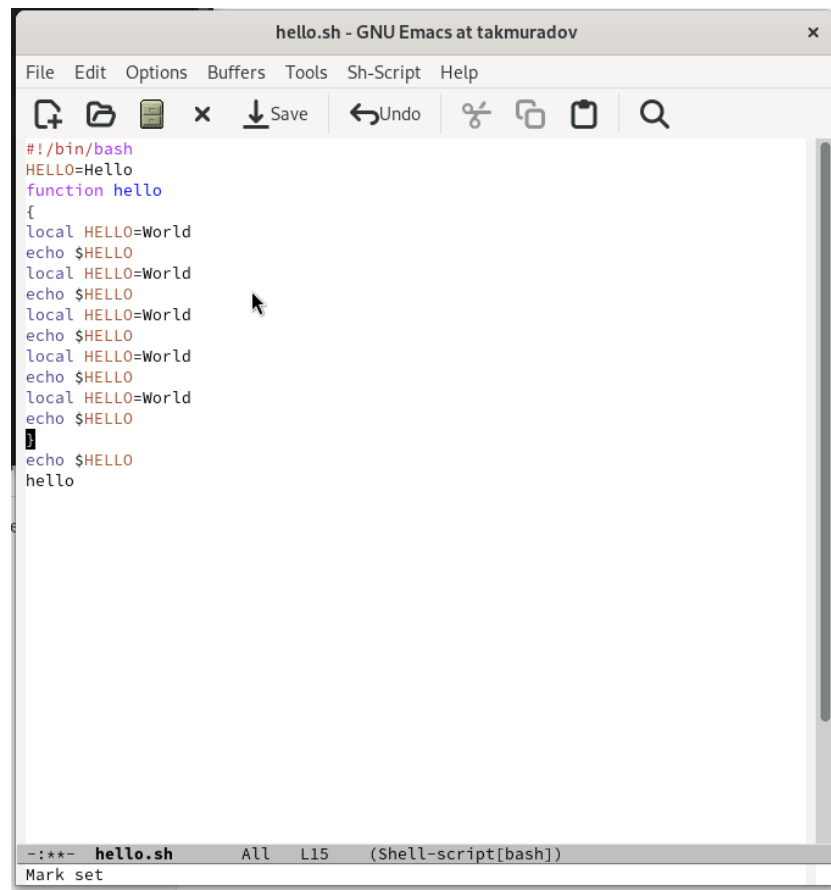 hello.sh - GNU Emacs at takmuradov
File Edit Options Buffers Tools Sh-Script Help
Save Undo
#!/bin/bash
HELLO=Hello
function hello
{
local HELLO=World
echo $HELLO
local HELLO=World
echo $HELLO
local HELLO=World
echo $HELLO
local HELLO=World
echo $HELLO
local HELLO=World
echo $HELLO
}
echo $HELLO
hello
-:**- hello.sh All L15 (Shell-script[bash])
Mark set